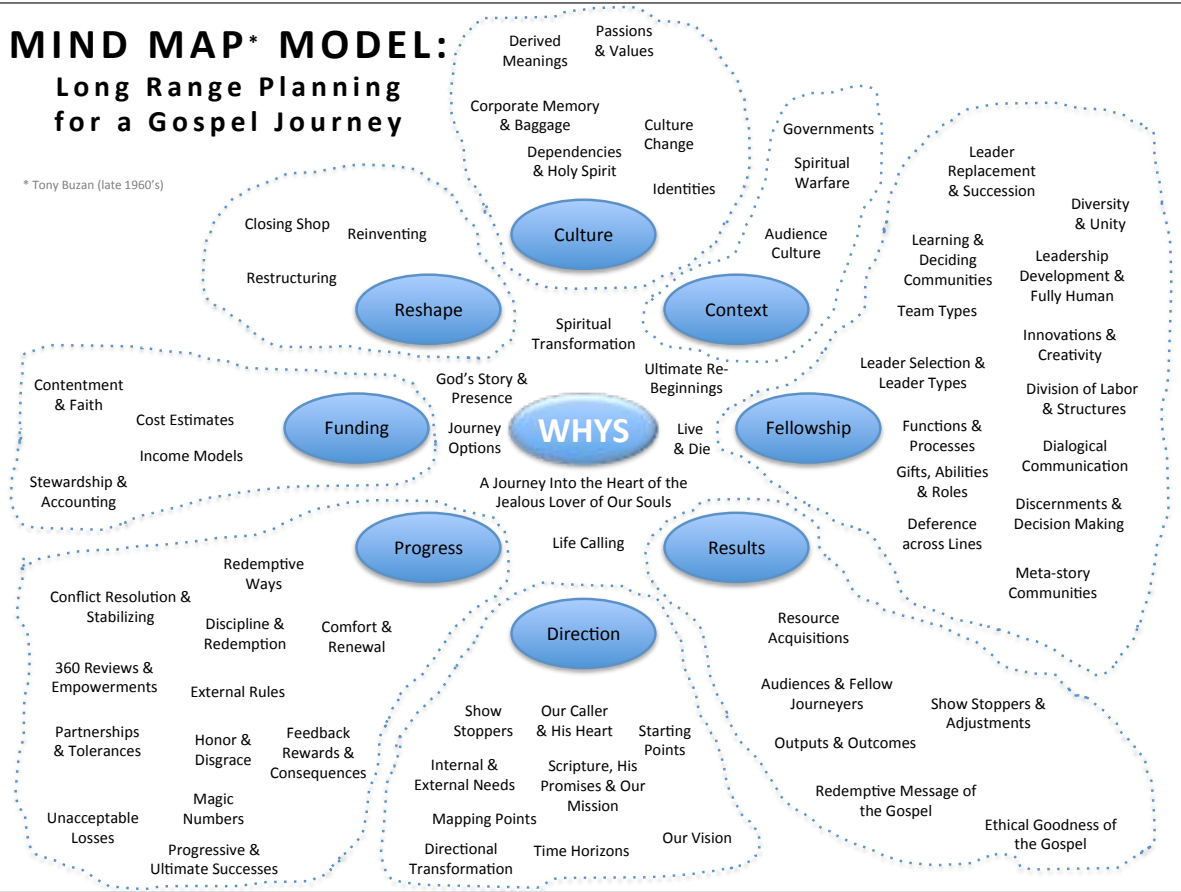 MIND MAP* MODEL:
Long Range Planning
for a Gospel Journey
* Tony Buzan (late 1960's)
Derived
Meanings
Passions
& Values
Corporate Memory
& Baggage
Culture
Change
Dependencies
& Holy Spirit
Identities
Culture
Governments
Spiritual
Warfare
Audience
Culture
Context
Closing Shop
Reinventing
Restructuring
Reshape
Leader
Replacement
& Succession
Diversity
& Unity
Learning &
Deciding
Communities
Leadership
Development &
Fully Human
Team Types
Innovations &
Creativity
Leader Selection &
Leader Types
Division of Labor
& Structures
Functions &
Processes
Dialogical
Communication
Gifts, Abilities
& Roles
Discernments &
Decision Making
Deference
across Lines
Meta-story
Communities
Fellowship
Contentment
& Faith
Cost Estimates
Income Models
Stewardship &
Accounting
Funding
Spiritual
Transformation
Ultimate Re-
Beginnings
God's Story &
Presence
Journey
Options
WHYS
Live
& Die
A Journey Into the Heart of the
Jealous Lover of Our Souls
Life Calling
Progress
Redemptive
Ways
Conflict Resolution &
Stabilizing
Discipline &
Redemption
Comfort &
Renewal
360 Reviews &
Empowerments
External Rules
Partnerships
& Tolerances
Honor &
Disgrace
Feedback
Rewards &
Consequences
Magic
Numbers
Unacceptable
Losses
Progressive &
Ultimate Successes
Direction
Show
Stoppers
Our Caller
& His Heart
Starting
Points
Internal &
External Needs
Scripture, His
Promises & Our
Mission
Mapping Points
Our Vision
Directional
Transformation
Time Horizons
Results
Resource
Acquisitions
Audiences & Fellow
Journeyers
Show Stoppers &
Adjustments
Outputs & Outcomes
Redemptive Message of
the Gospel
Ethical Goodness of
the Gospel